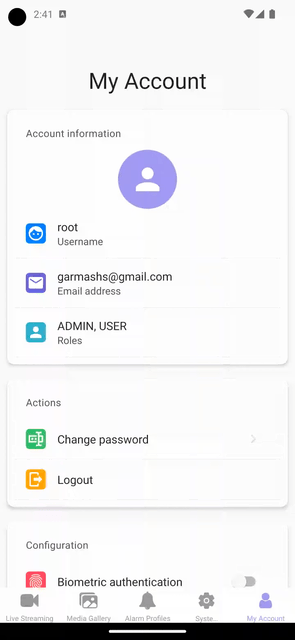 2:41
My Account
Account information
root
Username
garmashs@gmail.com
Email address
ADMIN, USER
Roles
Actions
Change password
Logout
Configuration
Biometric authentication
Live Streaming
Media Gallery
Alarm Profiles
Syste..
My Account